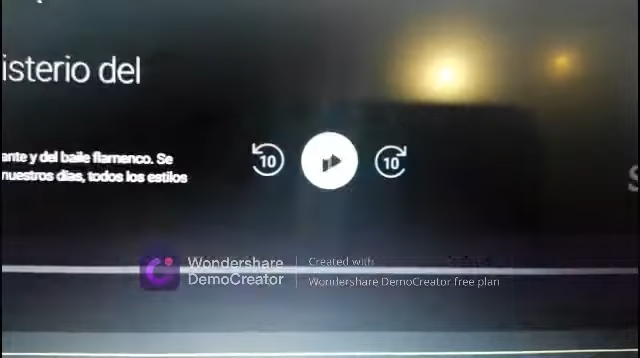 isterio del
ante y del baile flamenco. Se
nuestros días, todos los estilos
10
10
Wondershare
DemoCreator
Created with
Wondershare DemoCreator free plan